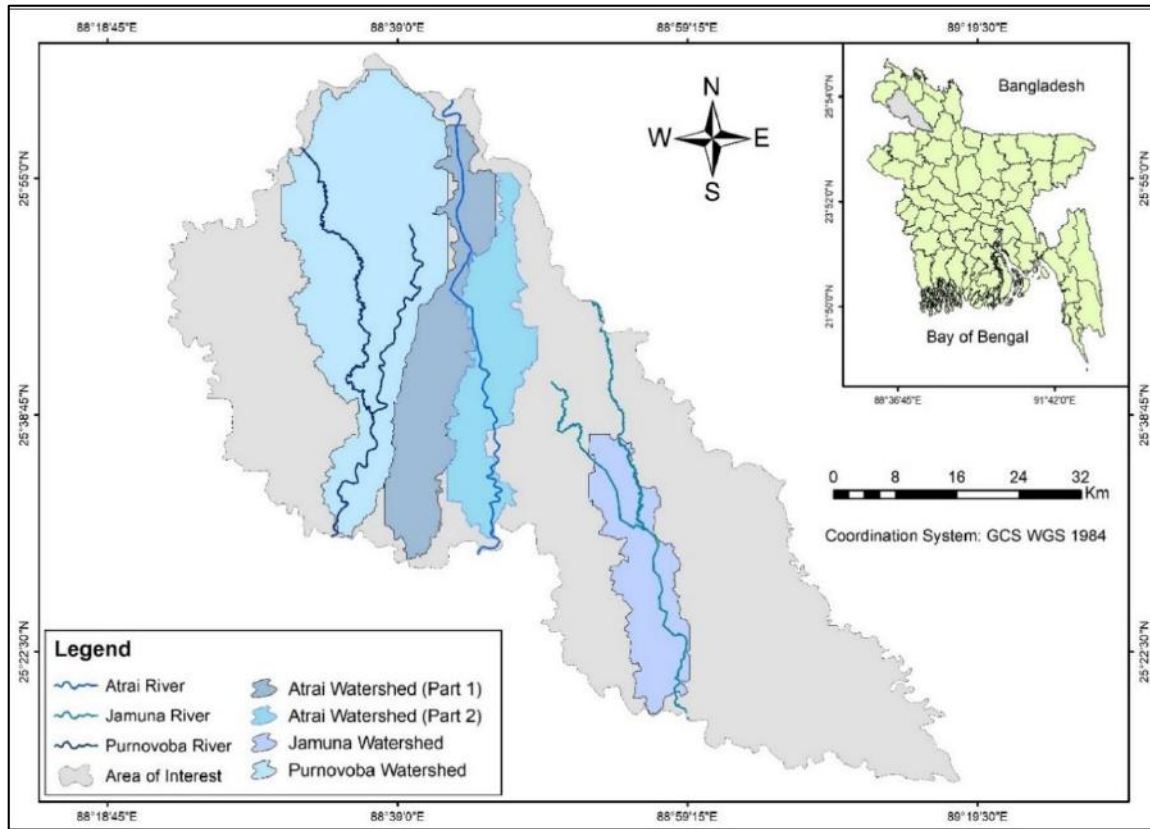 88°18'45"E 88°39'0"E 88°59'15"E 89°19'30"E
25°55'0"N
25°38'45"N
25°22'30"N
N
W E
S
Bangladesh
25°54'0"N
23°52'0"N
21°50'0"N
Bay of Bengal
88°36'45"E 91°42'0"E
25°55'0"N
25°38'45"N
25°22'30"N
0 8 16 24 32
Km
Coordination System: GCS WGS 1984
Legend
Atrai River
Jamuna River
Purnovoba River
Area of Interest
Atrai Watershed (Part 1)
Atrai Watershed (Part 2)
Jamuna Watershed
Purnovoba Watershed
88°18'45"E 88°39'0"E 88°59'15"E 89°19'30"E